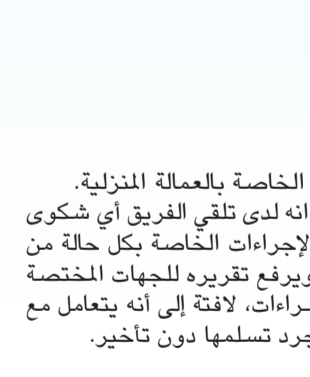 الخاصة بالعمالة المنزلية.
انه لدى تلقي الفريق أي شكوى
لإجراءات الخاصة بكل حالة من
ويرفع تقريره للجهات المختصة
ـراءات، لافتة إلى أنه يتعامل مع
جرد تسلمها دون تأخير.